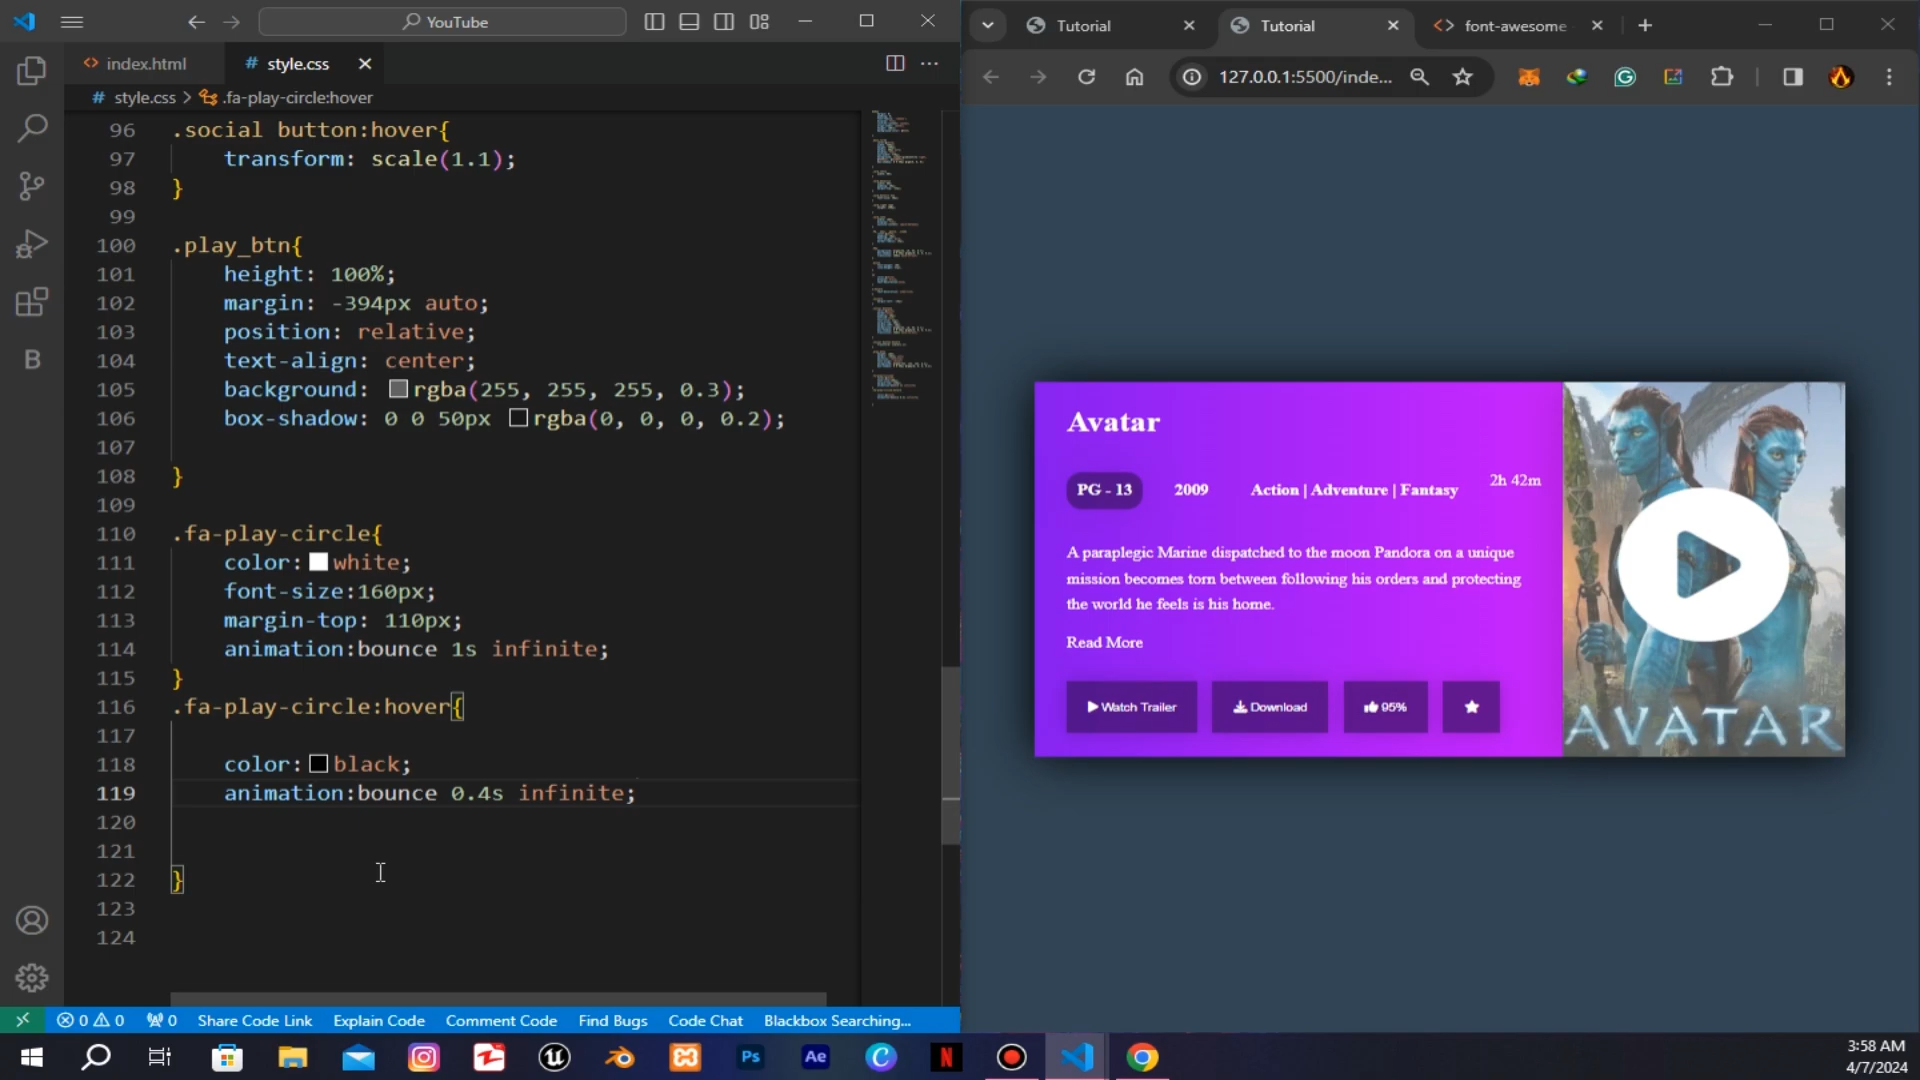 YouTube
index.html
# style.css
# style.css > .fa-play-circle:hover
96 .social button:hover{
97 transform: scale(1.1);
98 }
99
100 .play_btn{
101 height: 100%;
102 margin: -394px auto;
103 position: relative;
104 text-align: center;
105 background: rgba(255, 255, 255, 0.3);
106 box-shadow: 0 0 50px rgba(0, 0, 0, 0.2);
107
108 }
109
110 .fa-play-circle{
111 color: white;
112 font-size:160px;
113 margin-top: 110px;
114 animation:bounce 1s infinite;
115 }
116 .fa-play-circle:hover{
117
118 color: black;
119 animation:bounce 0.4s infinite;
120
121
122 }
123
124
B
0 0 0 Share Code Link Explain Code Comment Code Find Bugs Code Chat Blackbox Searching...
Tutorial
Tutorial
<> font-awesome
127.0.0.1:5500/inde...
Avatar
PG - 13 2009 Action | Adventure | Fantasy 2h 42m
A paraplegic Marine dispatched to the moon Pandora on a unique
mission becomes torn between following his orders and protecting
the world he feels is his home.
Read More
Watch Trailer Download 95%
AVATAR
Ps Ae C N
3:58 AM
4/7/2024